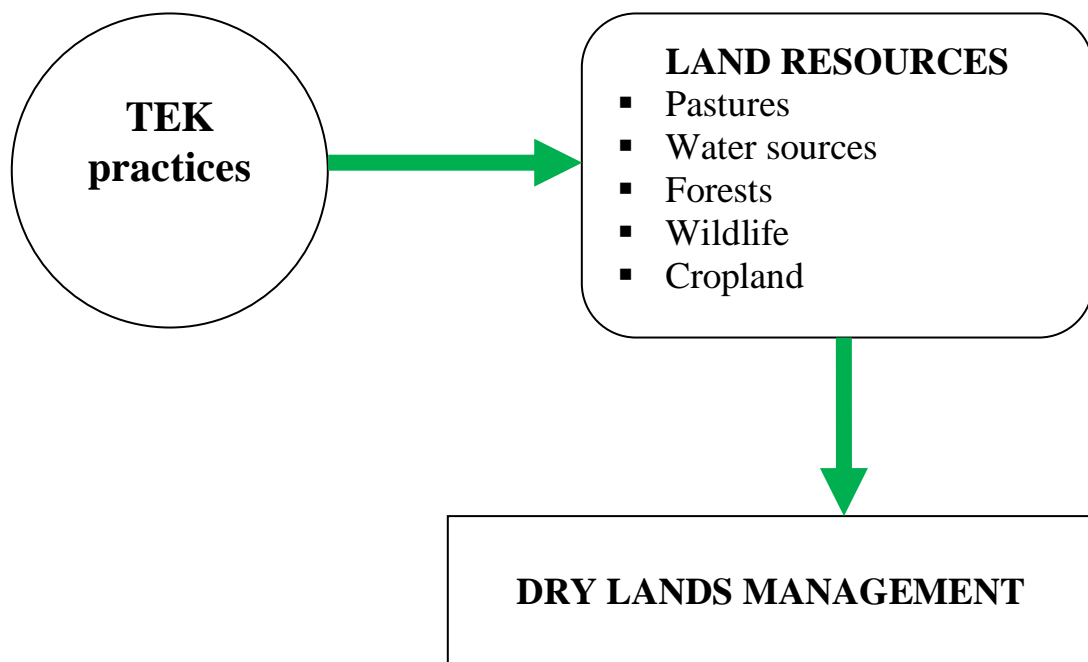 TEK
practices
LAND RESOURCES
▪ Pastures
▪ Water sources
▪ Forests
▪ Wildlife
▪ Cropland
DRY LANDS MANAGEMENT